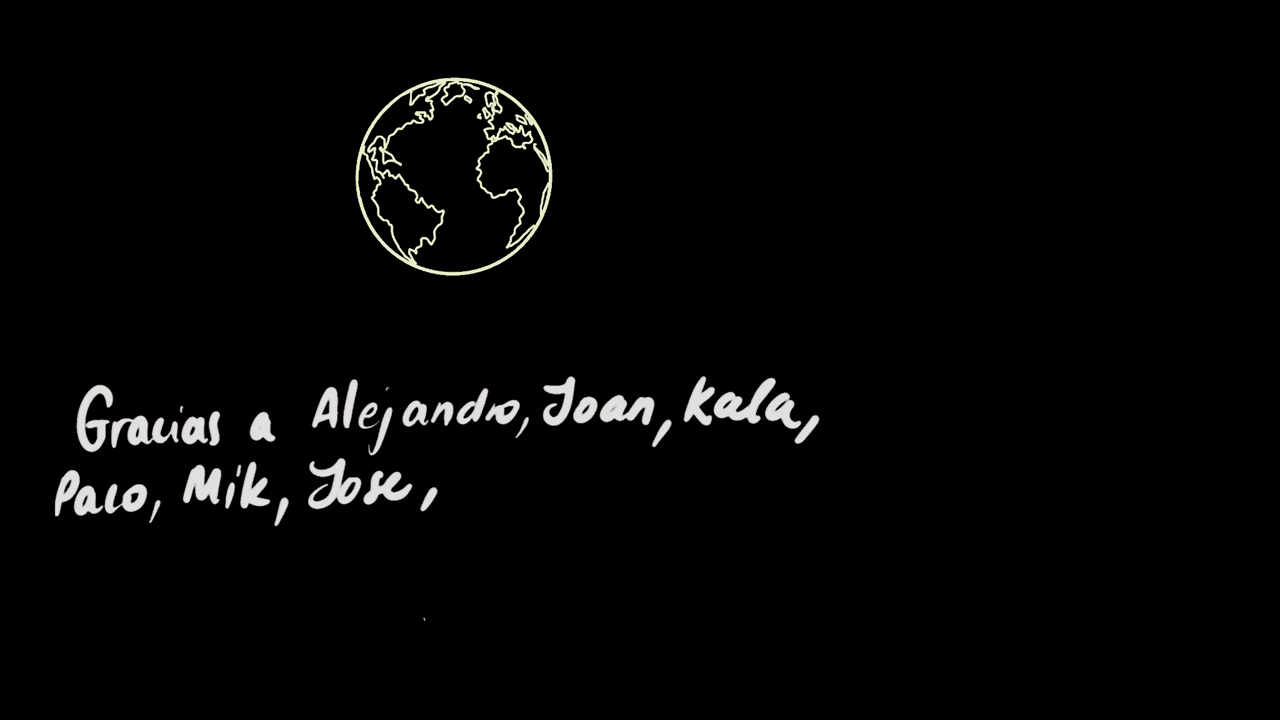 Gracias a Alejandro, Joan, Kala,
Paco, Mik, Jose,